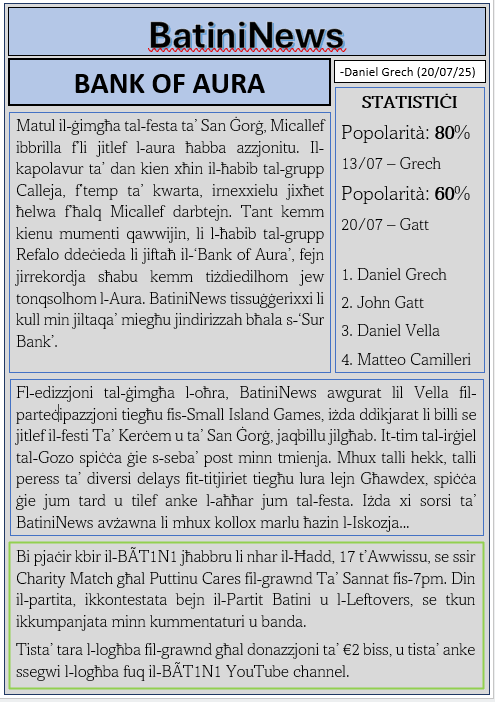 BatiniNews
BANK OF AURA
-Daniel Grech (20/07/25)
Matul il-ġimgħa tal-festa ta’ San Ġorġ, Micallef
ibbrilla f’li jitlef l-aura ħabba azzjonitu. Il-
kapolavur ta’ dan kien xħin il-ħabib tal-grupp
Calleja, f’temp ta’ kwarta, imexxielu jixħet
ħelwa f’ħalq Micallef darbtejn. Tant kemm
kienu mumenti qawwijin, li l-ħabib tal-grupp
Refalo ddeċieda li jiftaħ il-‘Bank of Aura’, fejn
jirrekordja sħabu kemm tiżdiedilhom jew
tonqsolhom l-Aura. BatiniNews tissuġġerixxi li
kull min jiltaqa’ miegħu jindirizzah bħala s-‘Sur
Bank’.
STATISTIĊI
Popolarità: 80%
13/07 – Grech
Popolarità: 60%
20/07 – Gatt
1. Daniel Grech
2. John Gatt
3. Daniel Vella
4. Matteo Camilleri
Fl-edizzjoni tal-ġimgħa l-oħra, BatiniNews awgurat lil Vella fil-
partecipazzjoni tiegħu fis-Small Island Games, iżda ddikjarat li billi se
jitlef il-festi Ta’ Kerċem u ta’ San Ġorġ, jaqbillu jilgħab. It-tim tal-irġiel
tal-Gozo spiċċa ġie s-seba’ post minn tmienja. Mhux talli hekk, talli
peress ta’ diversi delays fit-titjiriet tiegħu lura lejn Għawdex, spiċċa
ġie jum tard u tilef anke l-aħħar jum tal-festa. Iżda xi sorsi ta’
BatiniNews avżawna li mhux kollox marlu ħazin l-Iskozja...
Bi pjaċir kbir il-BÃT1N1 jħabbru li nhar il-Ħadd, 17 t’Awwissu, se ssir
Charity Match għal Puttinu Cares fil-grawnd Ta’ Sannat fis-7pm. Din
il-partita, ikkontestata bejn il-Partit Batini u l-Leftovers, se tkun
ikkumpanjata minn kummentaturi u banda.
Tista’ tara l-logħba fil-grawnd għal donazzjoni ta’ €2 biss, u tista’ anke
ssegwi l-logħba fuq il-BÃT1N1 YouTube channel.